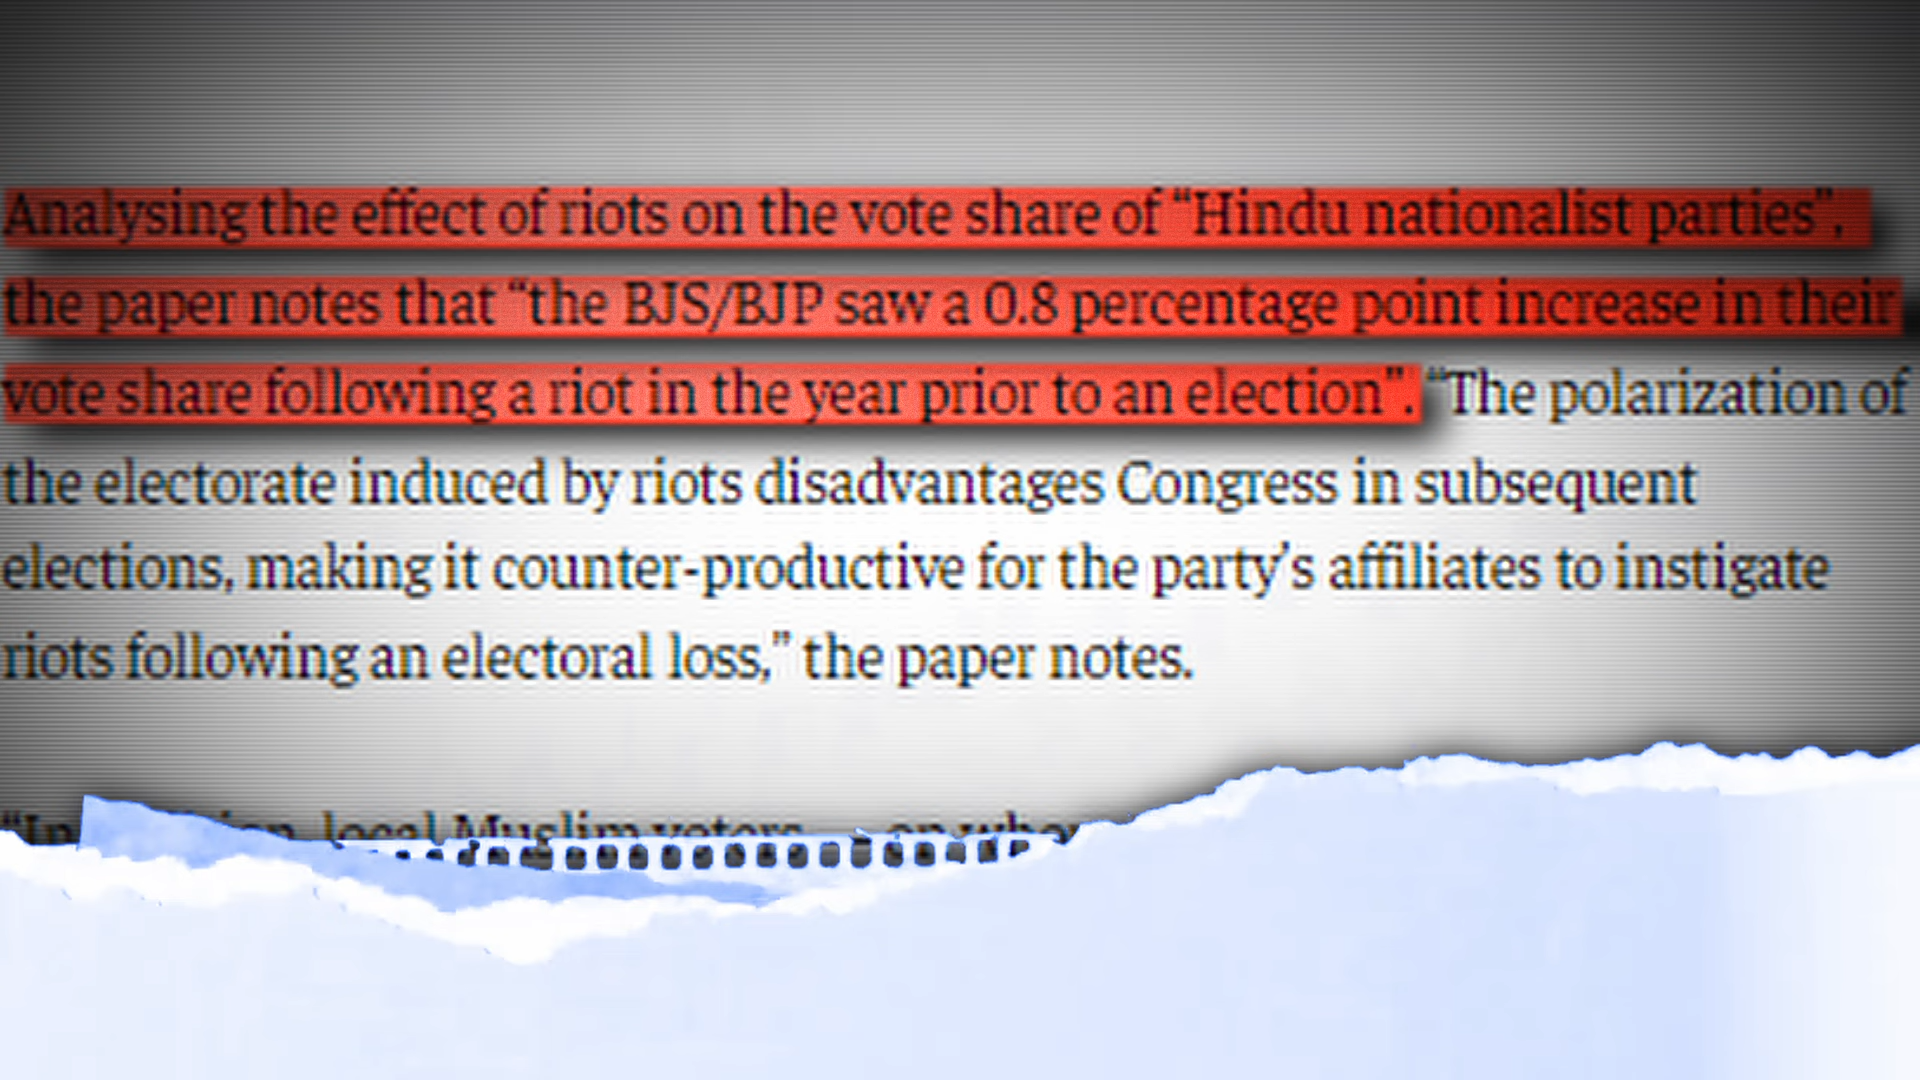 Analysing the effect of riots on the vote share of “Hindu nationalist parties”,
the paper notes that “the BJS/BJP saw a 0.8 percentage point increase in their
vote share following a riot in the year prior to an election”. “The polarization of
the electorate induced by riots disadvantages Congress in subsequent
elections, making it counter-productive for the party’s affiliates to instigate
riots following an electoral loss,” the paper notes.
local Muslim voters